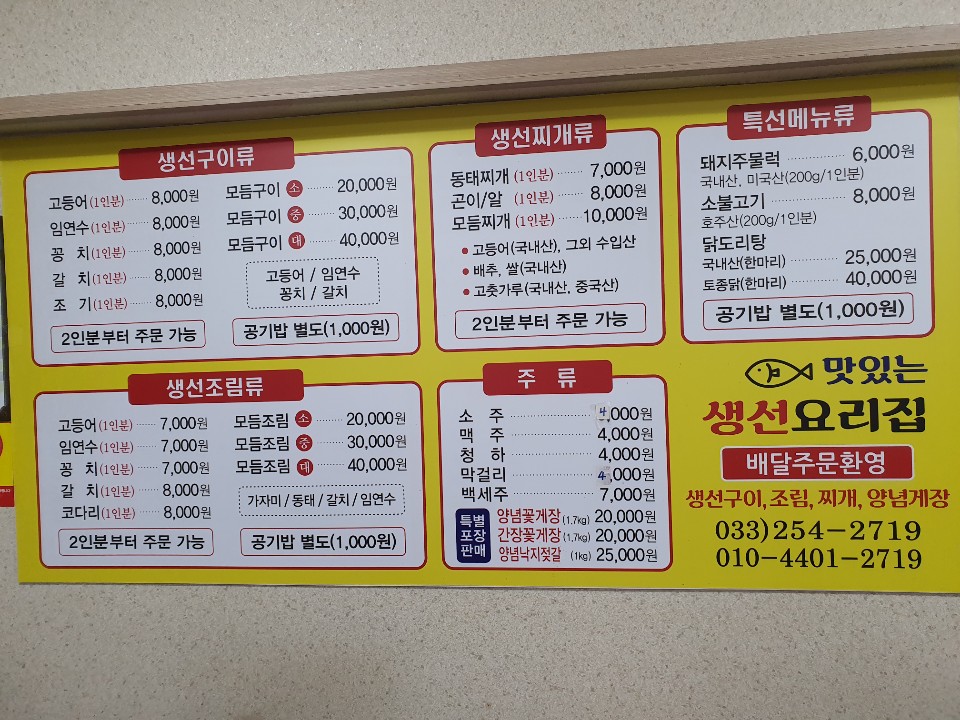 생선구이류
고등어(1인분) 8,000원
임연수(1인분) 8,000원
꽁 치(1인분) 8,000원
갈 치(1인분) 8,000원
조 기(1인분) 8,000원
2인분부터 주문 가능
모듬구이 소 20,000원
모듬구이 중 30,000원
모듬구이 대 40,000원
고등어 / 임연수
꽁치 / 갈치
공기밥 별도(1,000원)
생선찌개류
동태찌개 (1인분) 7,000원
곤이/알 (1인분) 8,000원
모듬찌개 (1인분) 10,000원
• 고등어(국내산), 그외 수입산
• 배추, 쌀(국내산)
• 고춧가루(국내산, 중국산)
2인분부터 주문 가능
특선메뉴류
돼지주물럭 6,000원
국내산, 미국산(200g/1인분)
소불고기 8,000원
호주산(200g/1인분)
닭도리탕
국내산(한마리) 25,000원
토종닭(한마리) 40,000원
공기밥 별도(1,000원)
생선조림류
고등어(1인분) 7,000원
임연수(1인분) 7,000원
꽁 치(1인분) 7,000원
갈 치(1인분) 8,000원
코다리(1인분) 8,000원
2인분부터 주문 가능
모듬조림 소 20,000원
모듬조림 중 30,000원
모듬조림 대 40,000원
가자미 / 동태 / 갈치 / 임연수
공기밥 별도(1,000원)
주 류
소 주 4,000원
맥 주 4,000원
청 하 4,000원
막걸리 4,000원
백세주 7,000원
특별
포장
판매
양념꽃게장(1.7kg) 20,000원
간장꽃게장(1.7kg) 20,000원
양념낙지젓갈 (1kg) 25,000원
맛있는
생선요리집
배달주문환영
생선구이, 조림, 찌개, 양념게장
033)254-2719
010-4401-2719